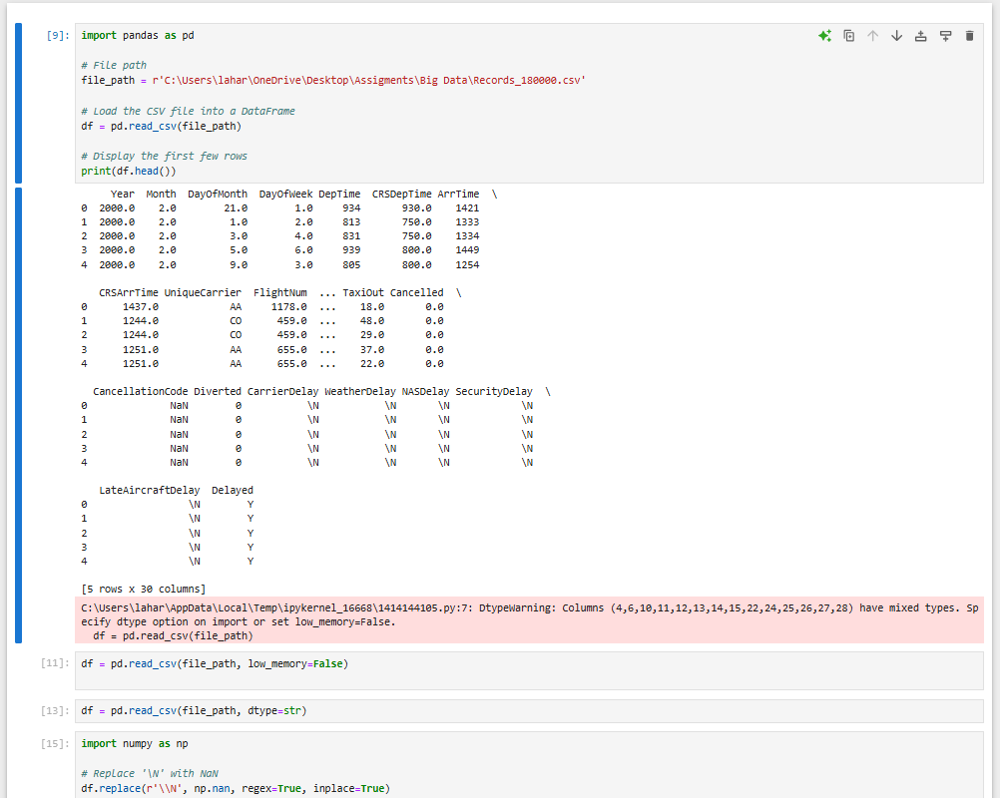 [9]: import pandas as pd
# File path
file_path = r'C:\Users\lahar\OneDrive\Desktop\Assigments\Big Data\Records_180000.csv'
# Load the CSV file into a DataFrame
df = pd.read_csv(file_path)
# Display the first few rows
print(df.head())
Year Month DayOfMonth DayOfWeek DepTime CRSDepTime ArrTime \
0 2000.0 2.0 21.0 1.0 934 930.0 1421
1 2000.0 2.0 1.0 2.0 813 750.0 1333
2 2000.0 2.0 3.0 4.0 831 750.0 1334
3 2000.0 2.0 5.0 6.0 939 800.0 1449
4 2000.0 2.0 9.0 3.0 805 800.0 1254
CRSArrTime UniqueCarrier FlightNum ... TaxiOut Cancelled \
0 1437.0 AA 1178.0 ... 18.0 0.0
1 1244.0 CO 459.0 ... 48.0 0.0
2 1244.0 CO 459.0 ... 29.0 0.0
3 1251.0 AA 655.0 ... 37.0 0.0
4 1251.0 AA 655.0 ... 22.0 0.0
CancellationCode Diverted CarrierDelay WeatherDelay NASDelay SecurityDelay \
0 NaN 0 \N \N \N \N
1 NaN 0 \N \N \N \N
2 NaN 0 \N \N \N \N
3 NaN 0 \N \N \N \N
4 NaN 0 \N \N \N \N
LateAircraftDelay Delayed
0 \N Y
1 \N Y
2 \N Y
3 \N Y
4 \N Y
[5 rows x 30 columns]
C:\Users\lahar\AppData\Local\Temp\ipykernel_16668\1414144105.py:7: DtypeWarning: Columns (4,6,10,11,12,13,14,15,22,24,25,26,27,28) have mixed types. Sp
ecify dtype option on import or set low_memory=False.
df = pd.read_csv(file_path)
[11]: df = pd.read_csv(file_path, low_memory=False)
[13]: df = pd.read_csv(file_path, dtype=str)
[15]: import numpy as np
# Replace '\N' with NaN
df.replace(r'\\N', np.nan, regex=True, inplace=True)